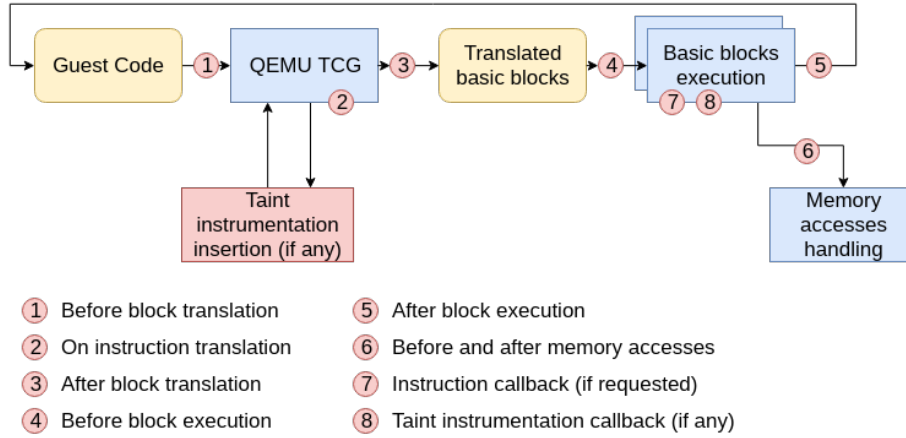 Guest Code
1
QEMU TCG
2
3
Translated
basic blocks
4
Basic blocks
execution
5
7
8
6
Taint
instrumentation
insertion (if any)
Memory
accesses
handling
1 Before block translation
2 On instruction translation
3 After block translation
4 Before block execution
5 After block execution
6 Before and after memory accesses
7 Instruction callback (if requested)
8 Taint instrumentation callback (if any)